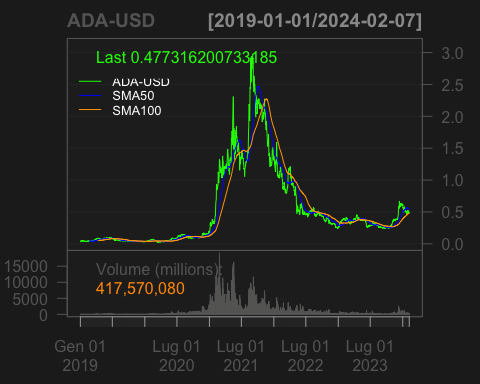 ADA-USD [2019-01-01/2024-02-07]
Last 0.477316200733185
ADA-USD
SMA50
SMA100
3.0
2.5
2.0
1.5
1.0
0.5
0.0
Volume (millions):
417,570,080
15000
10000
5000
0
Gen 01 2019
Lug 01 2020
Lug 01 2021
Lug 01 2022
Lug 01 2023